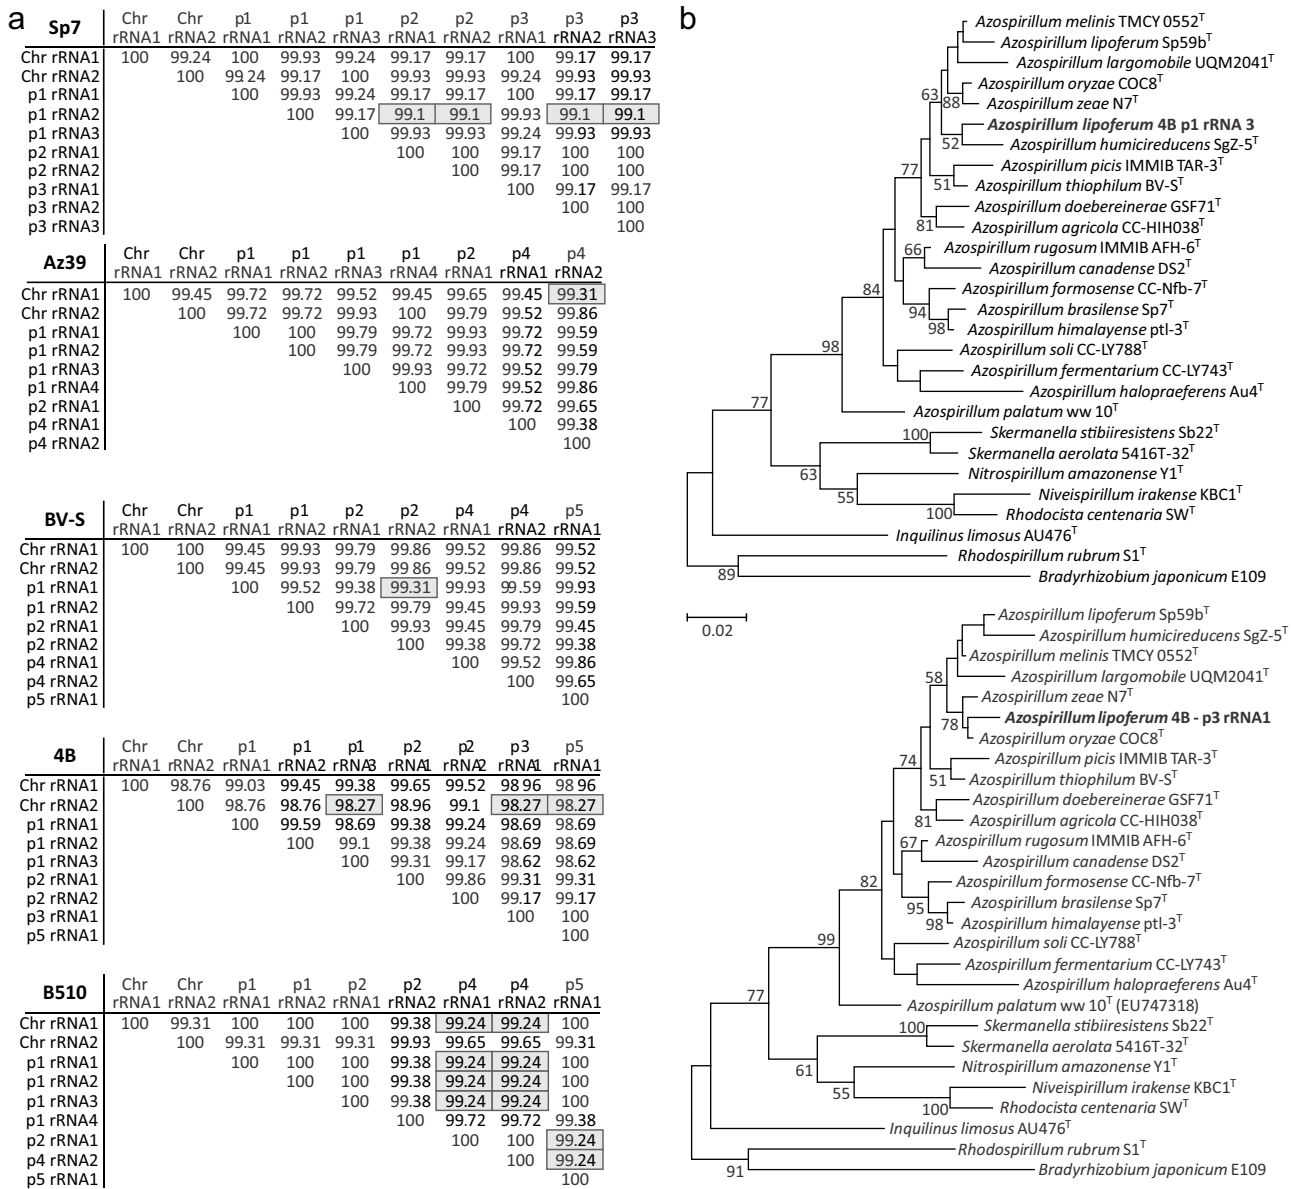 a
Sp7 Chr Chr p1 p1 p1 p2 p2 p3 p3 p3
rRNA1 rRNA2 rRNA1 rRNA2 rRNA3 rRNA1 rRNA2 rRNA1 rRNA2 rRNA3
Chr rRNA1 100 99.24 100 99.93 99.24 99.17 99.17 100 99.17 99.17
Chr rRNA2 100 99 24 99.17 100 99.93 99.93 99.24 99.93 99.93
p1 rRNA1 100 99.93 99.24 99.17 99.17 100 99.17 99.17
p1 rRNA2 100 99.17 99.1 99.1 99.93 99.1 99.1
p1 rRNA3 100 99.93 99.93 99.24 99.93 99.93
p2 rRNA1 100 100 99.17 100 100
p2 rRNA2 100 99.17 100 100
p3 rRNA1 100 99.17 99.17
p3 rRNA2 100 100
p3 rRNA3 100
Az39 Chr Chr p1 p1 p1 p1 p2 p4 p4
rRNA1 rRNA2 rRNA1 rRNA2 rRNA3 rRNA4 rRNA1 rRNA1 rRNA2
Chr rRNA1 100 99.45 99.72 99.72 99.52 99.45 99.65 99.45 99.31
Chr rRNA2 100 99.72 99.72 99.93 100 99.79 99.52 99.86
p1 rRNA1 100 100 99.79 99.72 99.93 99.72 99.59
p1 rRNA2 100 99.79 99.72 99.93 99.72 99.59
p1 rRNA3 100 99.93 99.72 99.52 99.79
p1 rRNA4 100 99.79 99.52 99.86
p2 rRNA1 100 99.72 99.65
p4 rRNA1 100 99.38
p4 rRNA2 100
BV-S Chr Chr p1 p1 p2 p2 p4 p4 p5
rRNA1 rRNA2 rRNA1 rRNA2 rRNA1 rRNA2 rRNA1 rRNA2 rRNA1
Chr rRNA1 100 100 99.45 99.93 99.79 99.86 99.52 99.86 99.52
Chr rRNA2 100 99.45 99.93 99.79 99 86 99.52 99.86 99.52
p1 rRNA1 100 99.52 99.38 99.31 99.93 99.59 99.93
p1 rRNA2 100 99.72 99.79 99.45 99.93 99.59
p2 rRNA1 100 99.93 99.45 99.79 99.45
p2 rRNA2 100 99.38 99.72 99.38
p4 rRNA1 100 99.52 99.86
p4 rRNA2 100 99.65
p5 rRNA1 100
4B Chr Chr p1 p1 p1 p2 p2 p3 p5
rRNA1 rRNA2 rRNA1 rRNA2 rRNA3 rRNA1 rRNA2 rRNA1 rRNA1
Chr rRNA1 100 98.76 99.03 99.45 99.38 99.65 99.52 98 96 98 96
Chr rRNA2 100 98.76 98.76 98.27 98.96 99.1 98.27 98.27
p1 rRNA1 100 99.59 98.69 99.38 99.24 98.69 98.69
p1 rRNA2 100 99.1 99.38 99.24 98.69 98.69
p1 rRNA3 100 99.31 99.17 98.62 98.62
p2 rRNA1 100 99.86 99.31 99.31
p2 rRNA2 100 99.17 99.17
p3 rRNA1 100 100
p5 rRNA1 100
B510 Chr Chr p1 p1 p2 p2 p4 p4 p5
rRNA1 rRNA2 rRNA1 rRNA2 rRNA1 rRNA2 rRNA1 rRNA2 rRNA1
Chr rRNA1 100 99.31 100 100 100 99.38 99.24 99.24 100
Chr rRNA2 100 99.31 99.31 99.31 99.93 99.65 99.65 99.31
p1 rRNA1 100 100 100 99.38 99.24 99.24 100
p1 rRNA2 100 100 99.38 99.24 99.24 100
p1 rRNA3 100 99.38 99.24 99.24 100
p1 rRNA4 100 99.72 99.72 99.38
p2 rRNA1 100 100 99.24
p4 rRNA2 100 99.24
p5 rRNA1 100
b
Azospirillum melinis TMCY 0552T
Azospirillum lipoferum Sp59bT
Azospirillum largomobile UQM2041T
Azospirillum oryzae COC8T
63
88
Azospirillum zeae N7T
Azospirillum lipoferum 4B p1 rRNA 3
52
Azospirillum humicireducens SgZ-5T
77
Azospirillum picis IMMIB TAR-3T
51
Azospirillum thiophilum BV-ST
Azospirillum doebereinerae GSF71T
81
Azospirillum agricola CC-HIH038T
66
Azospirillum rugosum IMMIB AFH-6T
Azospirillum canadense DS2T
84
Azospirillum formosense CC-Nfb-7T
94
Azospirillum brasilense Sp7T
98
Azospirillum himalayense ptl-3T
98
Azospirillum soli CC-LY788T
Azospirillum fermentarium CC-LY743T
Azospirillum halopraeferens Au4T
77
Azospirillum palatum ww 10T
100
Skermanella stibiiresistens Sb22T
Skermanella aerolata 5416T-32T
63
Nitrospirillum amazonense Y1T
55
Niveispirillum irakense KBC1T
100
Rhodocista centenaria SWT
Inquilinus limosus AU476T
Rhodospirillum rubrum S1T
89
Bradyrhizobium japonicum E109
0.02
Azospirillum lipoferum Sp59bT
Azospirillum humicireducens SgZ-5T
Azospirillum melinis TMCY 0552T
58
Azospirillum largomobile UQM2041T
Azospirillum zeae N7T
Azospirillum lipoferum 4B - p3 rRNA1
78
Azospirillum oryzae COC8T
74
Azospirillum picis IMMIB TAR-3T
51
Azospirillum thiophilum BV-ST
Azospirillum doebereinerae GSF71T
81
Azospirillum agricola CC-HIH038T
67
Azospirillum rugosum IMMIB AFH-6T
Azospirillum canadense DS2T
82
Azospirillum formosense CC-Nfb-7T
95
Azospirillum brasilense Sp7T
98
Azospirillum himalayense ptl-3T
99
Azospirillum soli CC-LY788T
Azospirillum fermentarium CC-LY743T
Azospirillum halopraeferens Au4T
77
Azospirillum palatum ww 10T (EU747318)
100
Skermanella stibiiresistens Sb22T
Skermanella aerolata 5416T-32T
61
Nitrospirillum amazonense Y1T
55
Niveispirillum irakense KBC1T
100
Rhodocista centenaria SWT
Inquilinus limosus AU476T
Rhodospirillum rubrum S1T
91
Bradyrhizobium japonicum E109